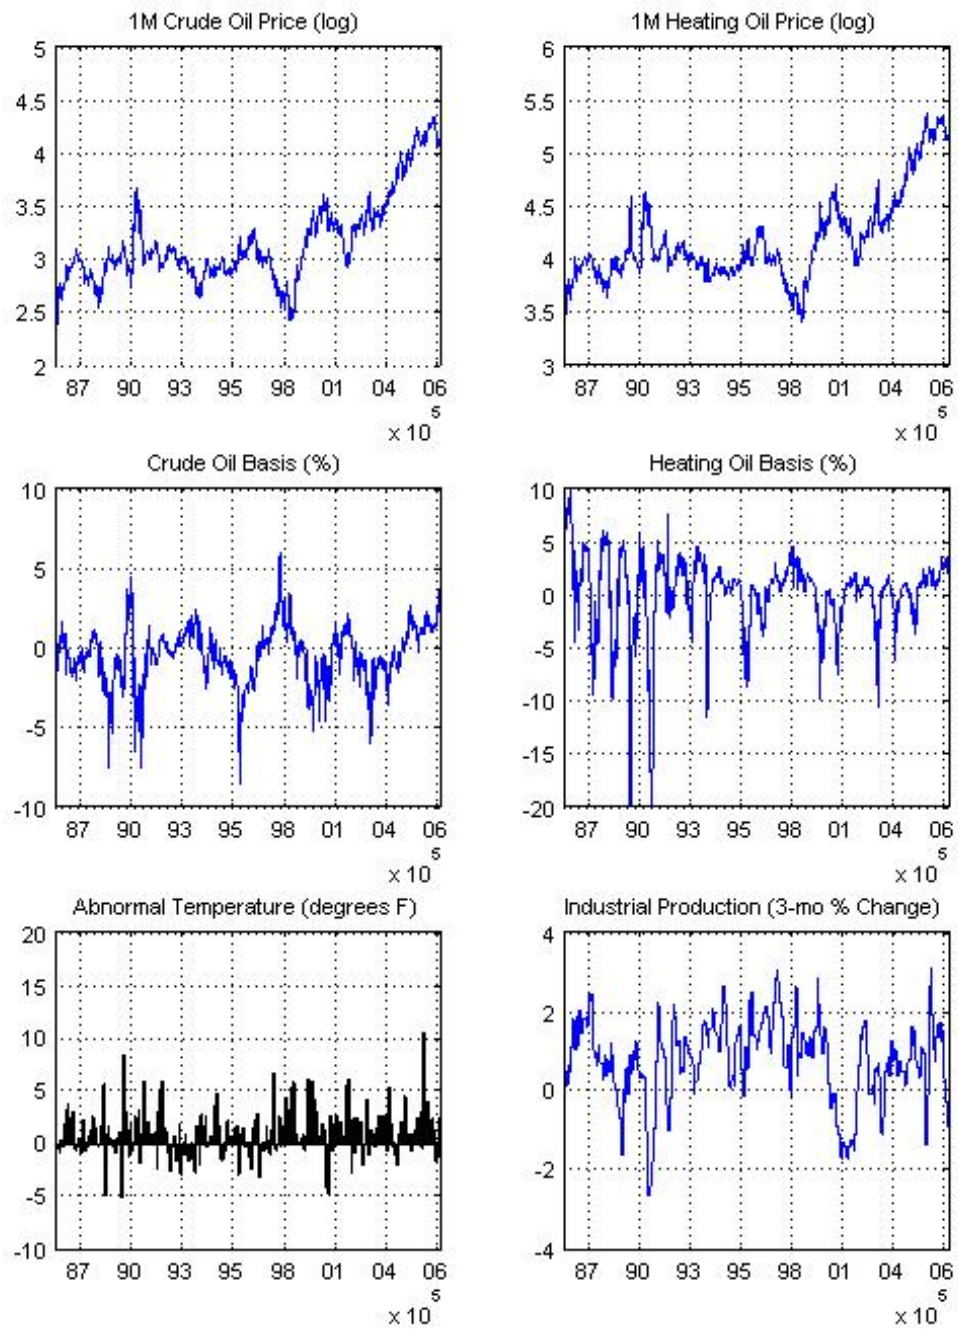 1M Crude Oil Price (log)
5
4.5
4
3.5
3
2.5
2
87 90 93 95 98 01 04 06
x 10 5
1M Heating Oil Price (log)
6
5.5
5
4.5
4
3.5
3
87 90 93 95 98 01 04 06
x 10 5
Crude Oil Basis (%)
10
5
0
-5
-10
87 90 93 95 98 01 04 06
x 10 5
Heating Oil Basis (%)
10
5
0
-5
-10
-15
-20
87 90 93 95 98 01 04 06
x 10 5
Abnormal Temperature (degrees F)
20
15
10
5
0
-5
-10
87 90 93 95 98 01 04 06
x 10 5
Industrial Production (3-mo % Change)
4
2
0
-2
-4
87 90 93 95 98 01 04 06
x 10 5